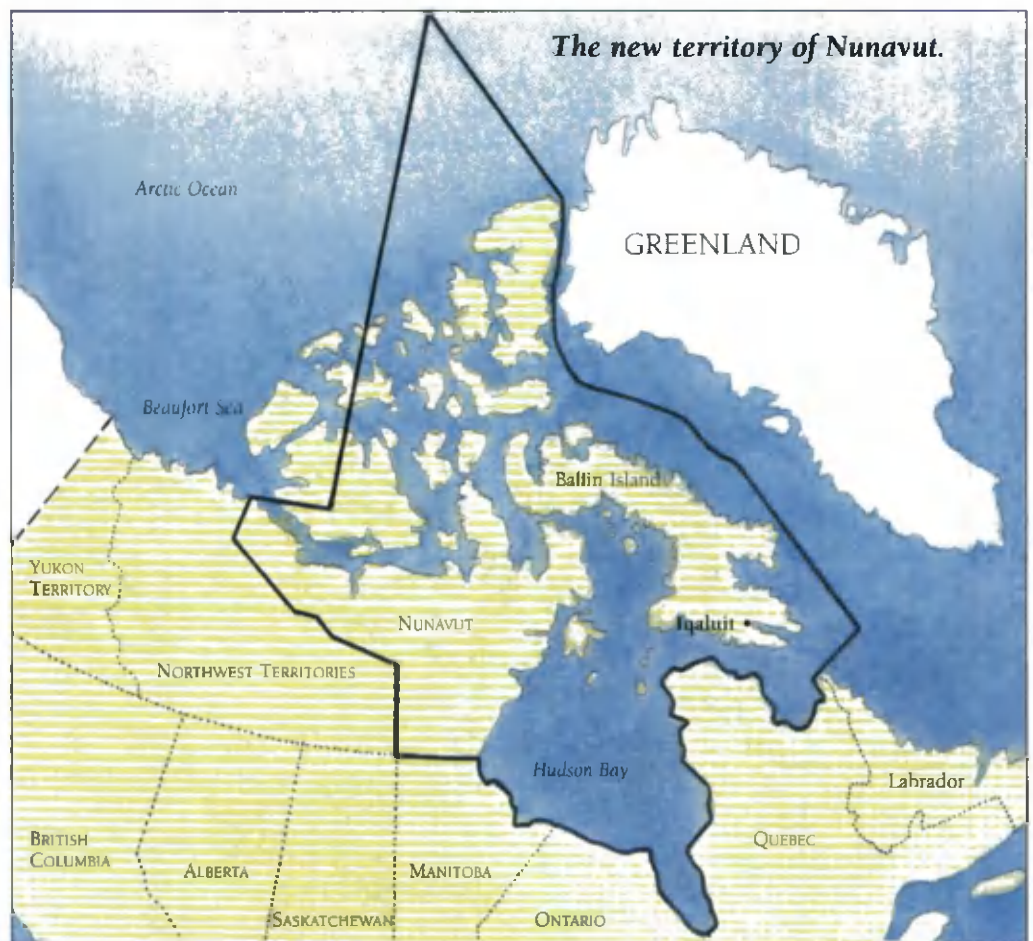 The new territory of Nunavut.
Arctic Ocean
GREENLAND
Beaufort Sea
Baffin Island
YUKON
TERRITORY
NUNAVUT
Iqaluit
NORTHWEST TERRITORIES
Hudson Bay
Labrador
BRITISH
COLUMBIA
QUEBEC
ALBERTA
MANITOBA
SASKATCHEWAN
ONTARIO